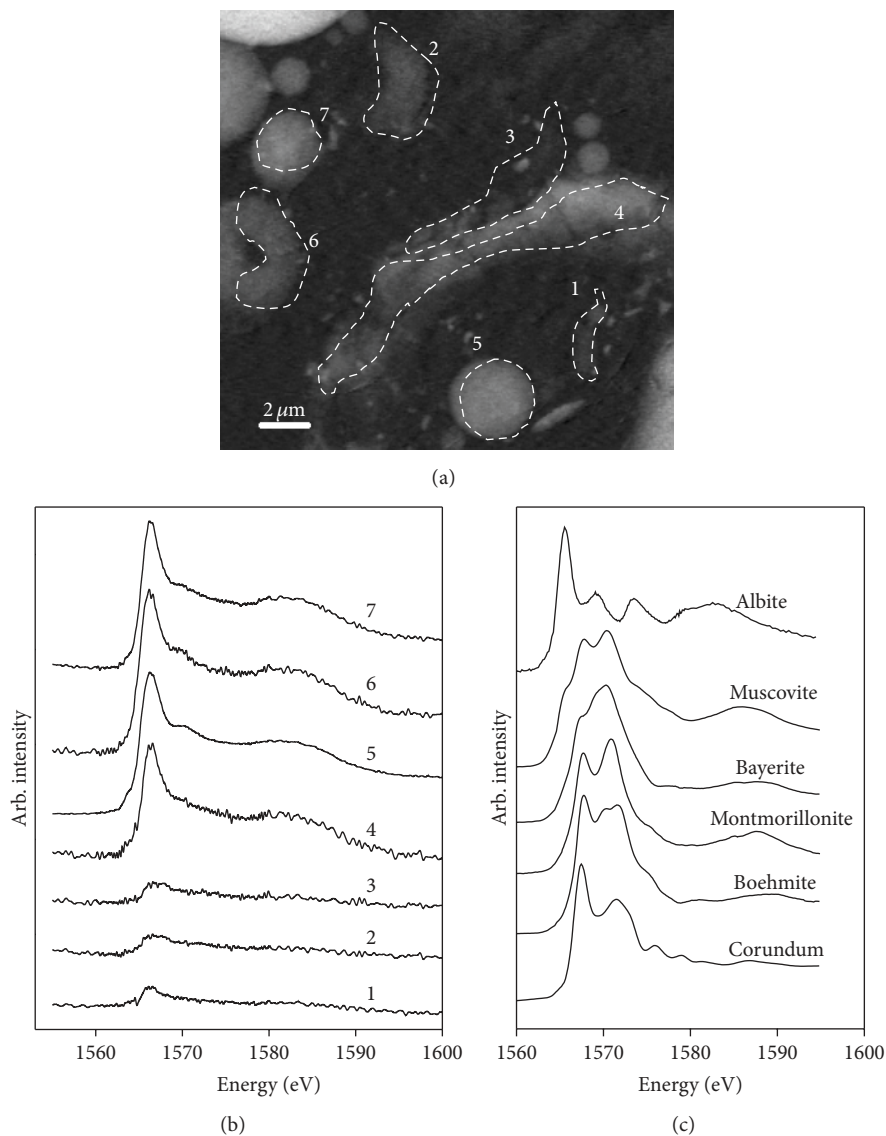 2
7
3
4
6
1
5
2 μm
(a)
Arb. intensity
7
6
5
4
3
2
1
1560 1570 1580 1590 1600
Energy (eV)
(b)
Arb. intensity
Albite
Muscovite
Bayerite
Montmorillonite
Boehmite
Corundum
1560 1570 1580 1590 1600
Energy (eV)
(c)